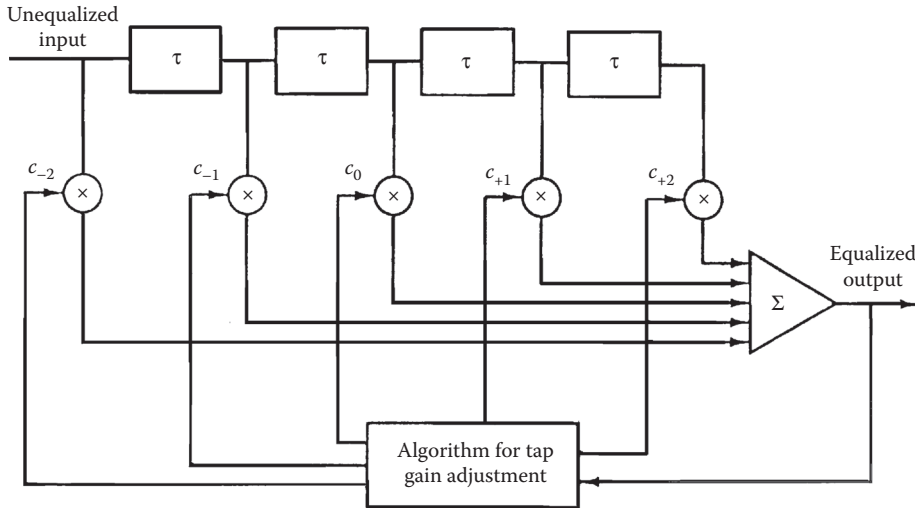 Unequalized
input
τ
τ
τ
τ
c₋₂
c₋₁
c₀
c₊₁
c₊₂
×
×
×
×
×
Equalized
output
Σ
Algorithm for tap
gain adjustment